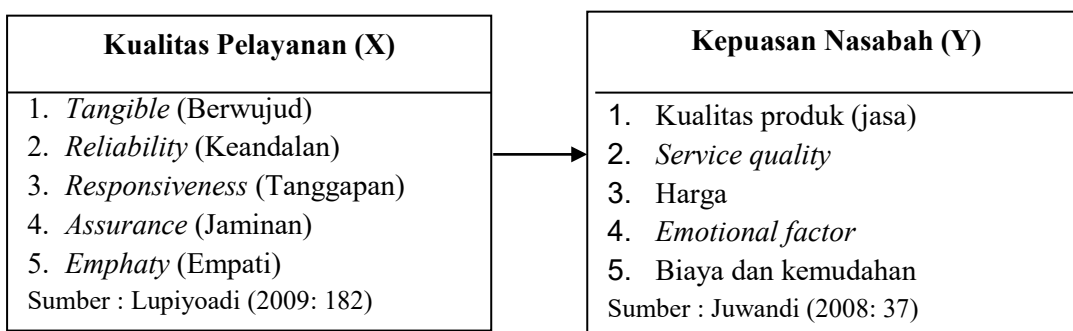 Kualitas Pelayanan (X)
1. Tangible (Berwujud)
2. Reliability (Keandalan)
3. Responsiveness (Tanggapan)
4. Assurance (Jaminan)
5. Emphaty (Empati)
Sumber : Lupiyoadi (2009: 182)
Kepuasan Nasabah (Y)
1. Kualitas produk (jasa)
2. Service quality
3. Harga
4. Emotional factor
5. Biaya dan kemudahan
Sumber : Juwandi (2008: 37)